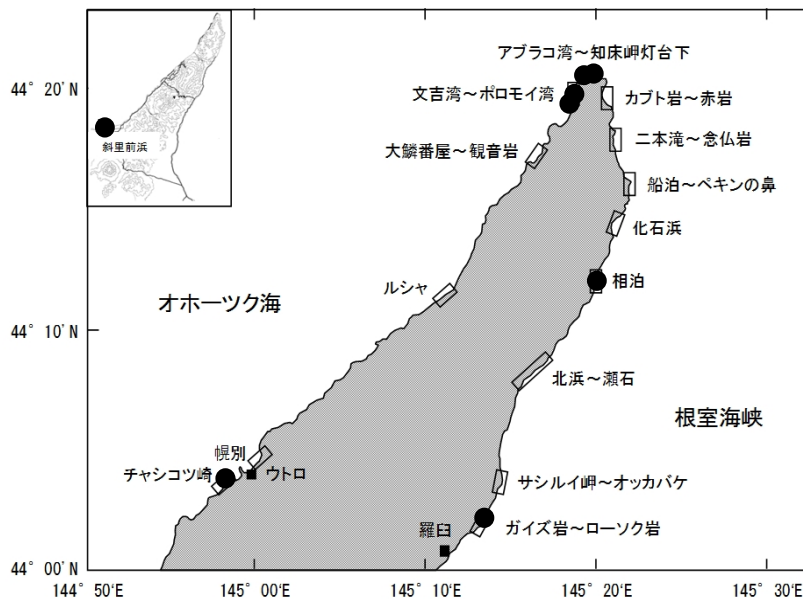 アブラコ湾～知床岬灯台下
44° 20' N
文吉湾～ポロモイ湾
カブト岩～赤岩
斜里前浜
大鱗番屋～観音岩
二本滝～念仏岩
船泊～ペキンの鼻
化石浜
ルシャ
相泊
オホーツク海
44° 10' N
北浜～瀬石
根室海峡
幌別
チャシコツ崎
ウトロ
サシルイ岬～オッカバケ
羅臼
ガイズ岩～ローソク岩
44° 00' N
144° 50' E
145° 00' E
145° 10' E
145° 20' E
145° 30' E